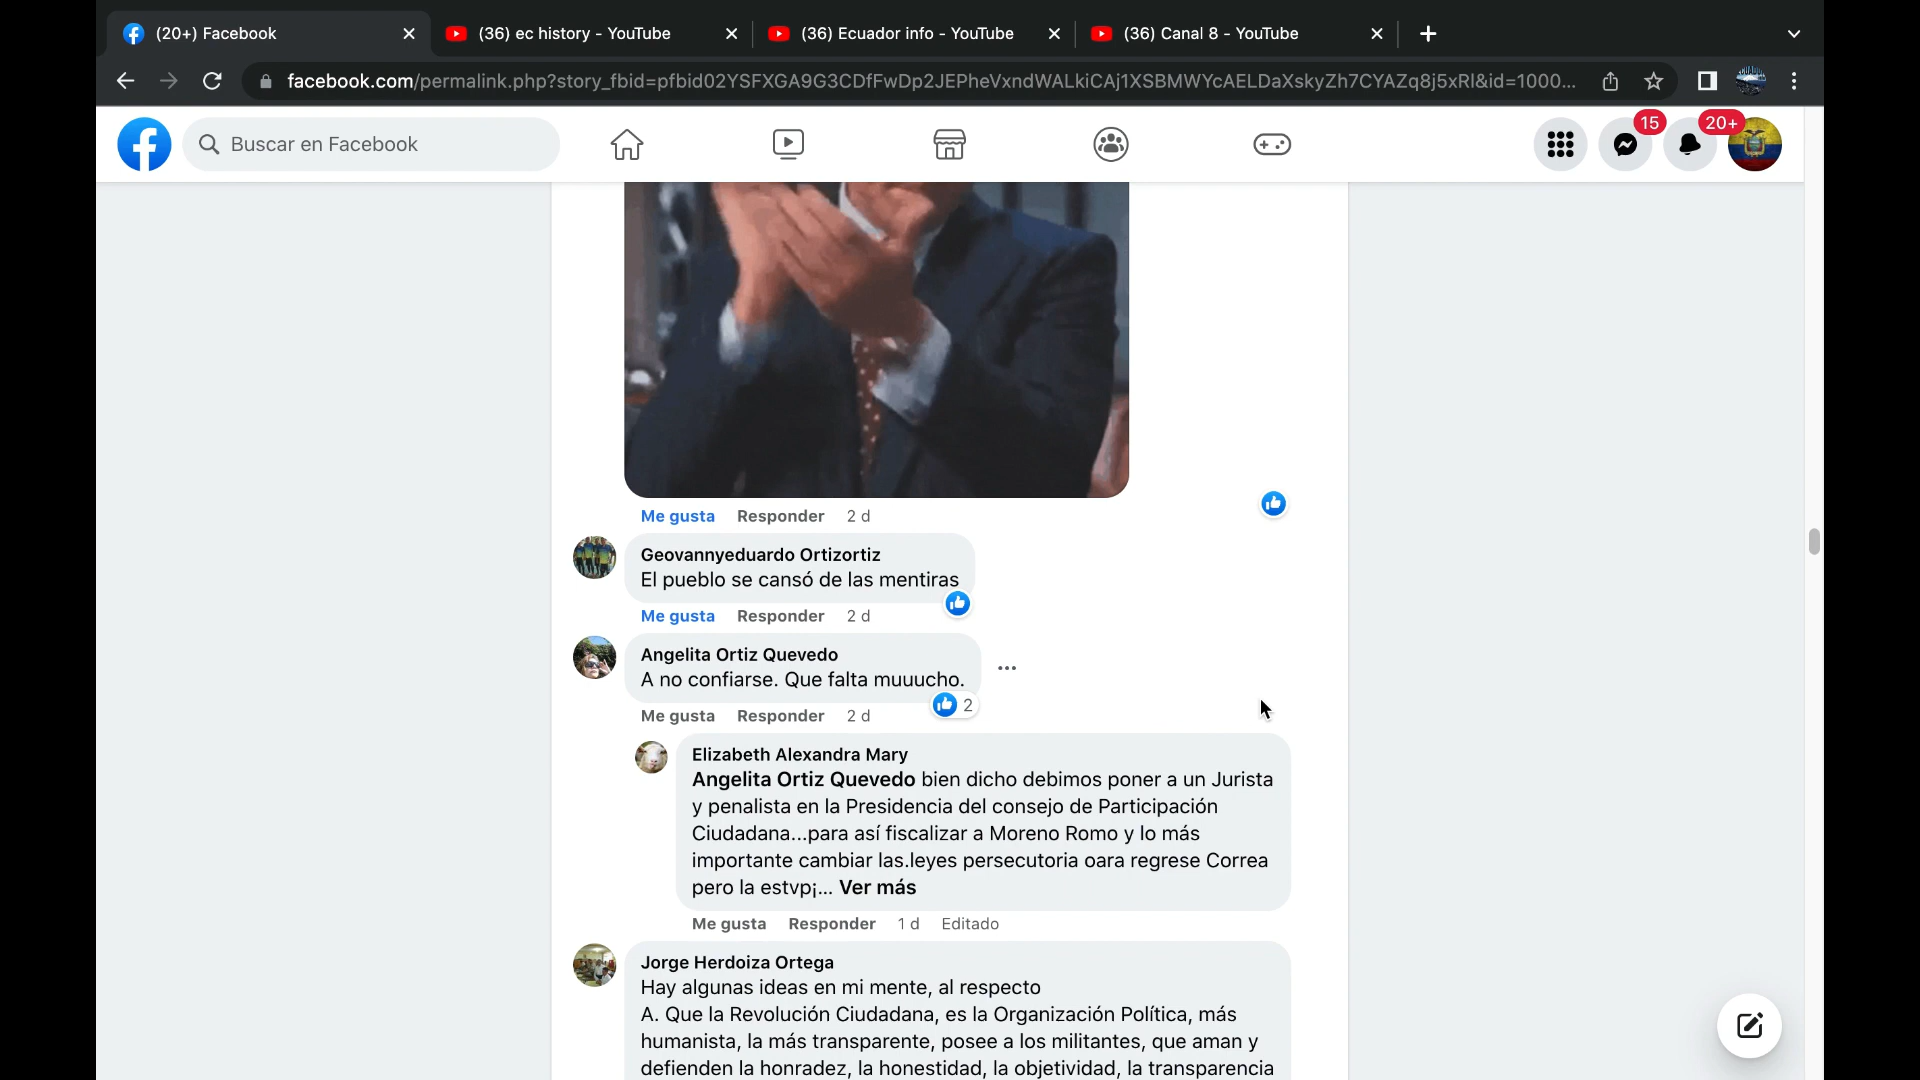 (20+) Facebook
(36) ec history - YouTube
(36) Ecuador info - YouTube
(36) Canal 8 - YouTube
facebook.com/permalink.php?story_fbid=pfbid02YSFXGA9G3CDfFwDp2JEPheVxndWALkiCAj1XSBMWYcAELDaXskyZh7CYAZq8j5xRl&id=1000...
Buscar en Facebook
15
20+
Me gusta Responder 2 d
Geovannyeduardo Ortizortiz
El pueblo se cansó de las mentiras
Me gusta Responder 2 d
Angelita Ortiz Quevedo
A no confiarse. Que falta muuucho.
2
Me gusta Responder 2 d
Elizabeth Alexandra Mary
Angelita Ortiz Quevedo bien dicho debimos poner a un Jurista
y penalista en la Presidencia del consejo de Participación
Ciudadana...para así fiscalizar a Moreno Romo y lo más
importante cambiar las.leyes persecutoria oara regrese Correa
pero la estvp¡... Ver más
Me gusta Responder 1 d Editado
Jorge Herdoiza Ortega
Hay algunas ideas en mi mente, al respecto
A. Que la Revolución Ciudadana, es la Organización Política, más
humanista, la más transparente, posee a los militantes, que aman y
defienden la honradez, la honestidad, la objetividad, la transparencia